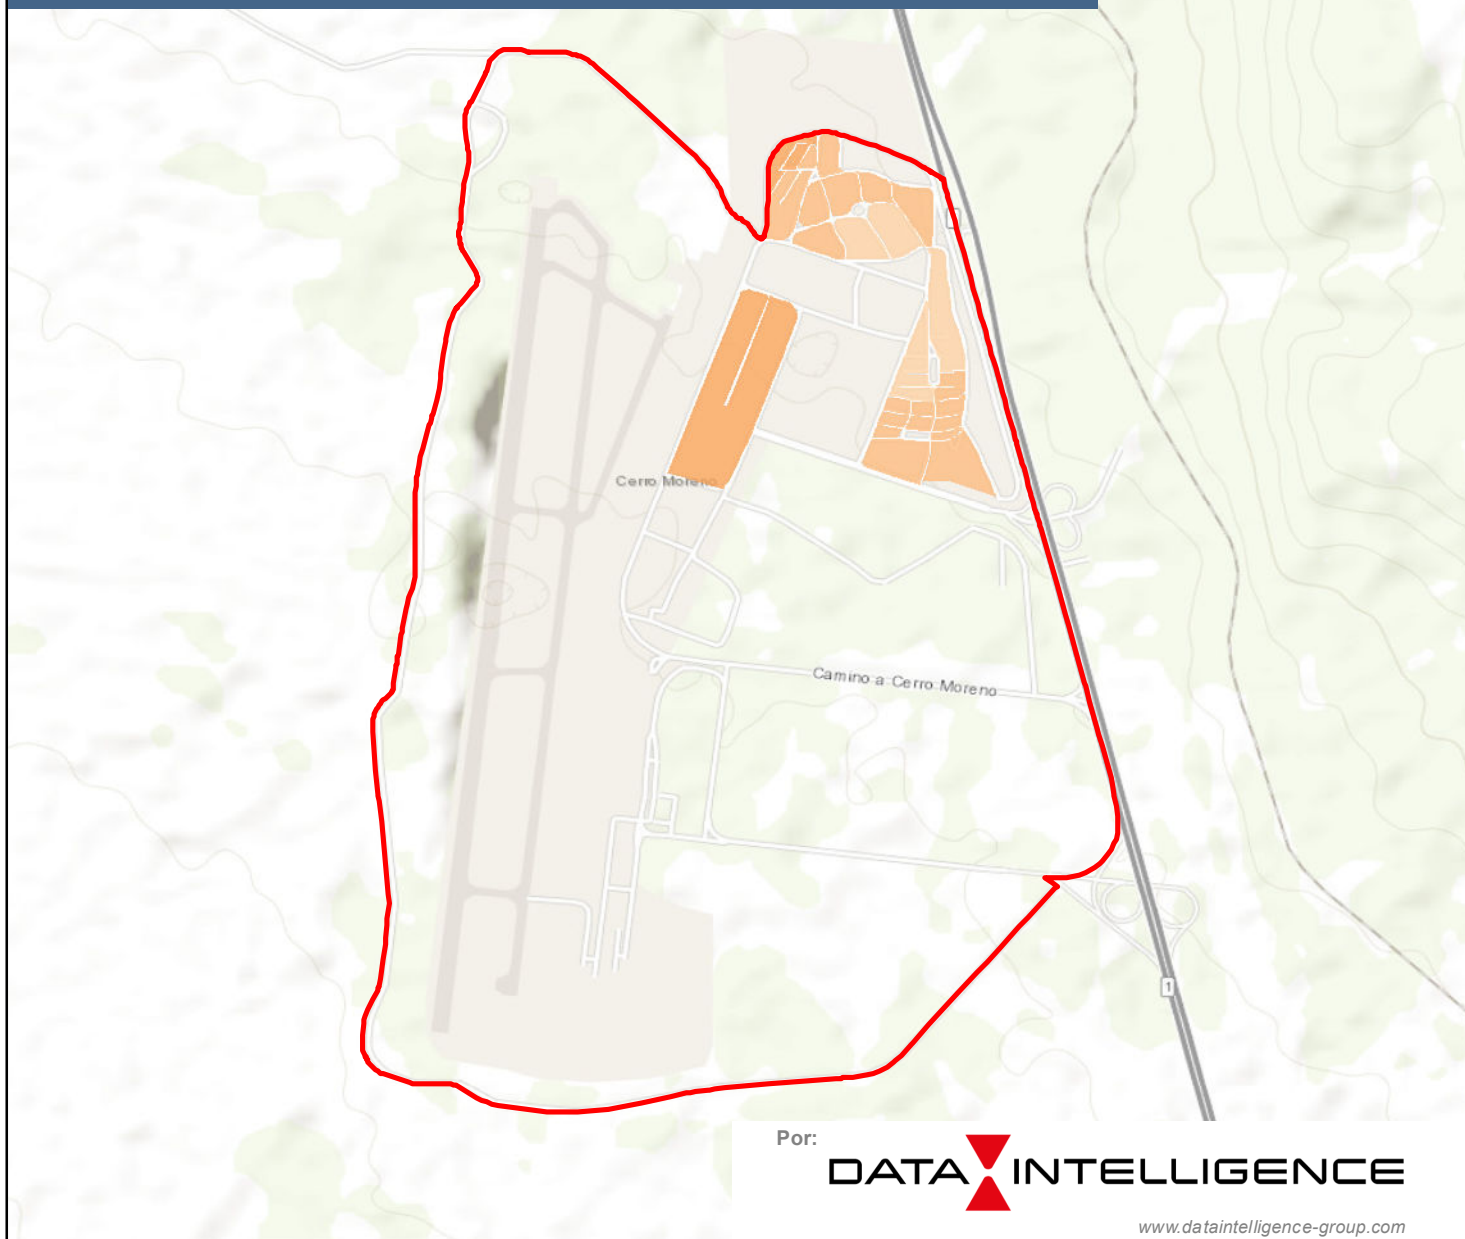 Cerro Moreno
Camino a Cerro Moreno
1
Por:
DATA INTELLIGENCE
www.dataintelligence-group.com